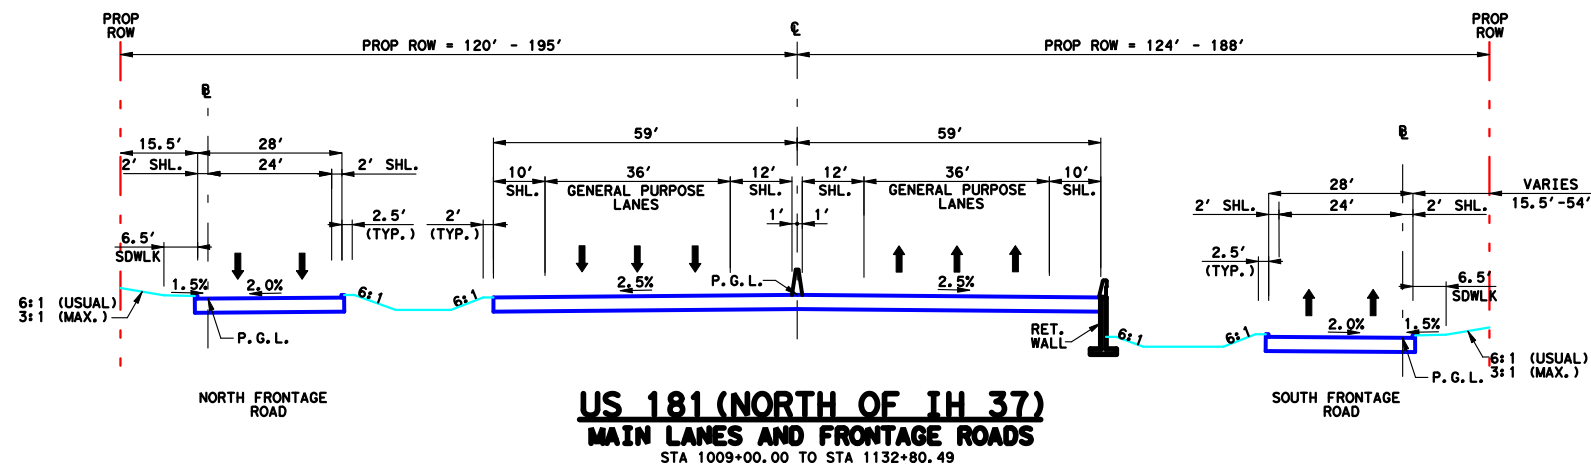 PROP
ROW
PROP ROW = 120' - 195'
℄
PROP ROW = 124' - 188'
PROP
ROW
15.5'
28'
2' SHL.
24'
2' SHL.
59'
59'
10'
SHL.
36'
GENERAL PURPOSE
LANES
12'
SHL.
12'
SHL.
36'
GENERAL PURPOSE
LANES
10'
SHL.
1'
1'
28'
VARIES
15.5'-54'
2' SHL.
24'
2' SHL.
6.5'
SDWLK
2.5'
(TYP.)
2'
(TYP.)
2.5'
(TYP.)
6.5'
SDWLK
6:1 (USUAL)
3:1 (MAX.)
1.5%
2.0%
P.G.L.
6:1
6:1
2.5%
P.G.L.
2.5%
RET.
WALL
6:1
6:1
2.0%
1.5%
P.G.L.
6:1 (USUAL)
3:1 (MAX.)
NORTH FRONTAGE
ROAD
SOUTH FRONTAGE
ROAD
US 181 (NORTH OF IH 37)
MAIN LANES AND FRONTAGE ROADS
STA 1009+00.00 TO STA 1132+80.49